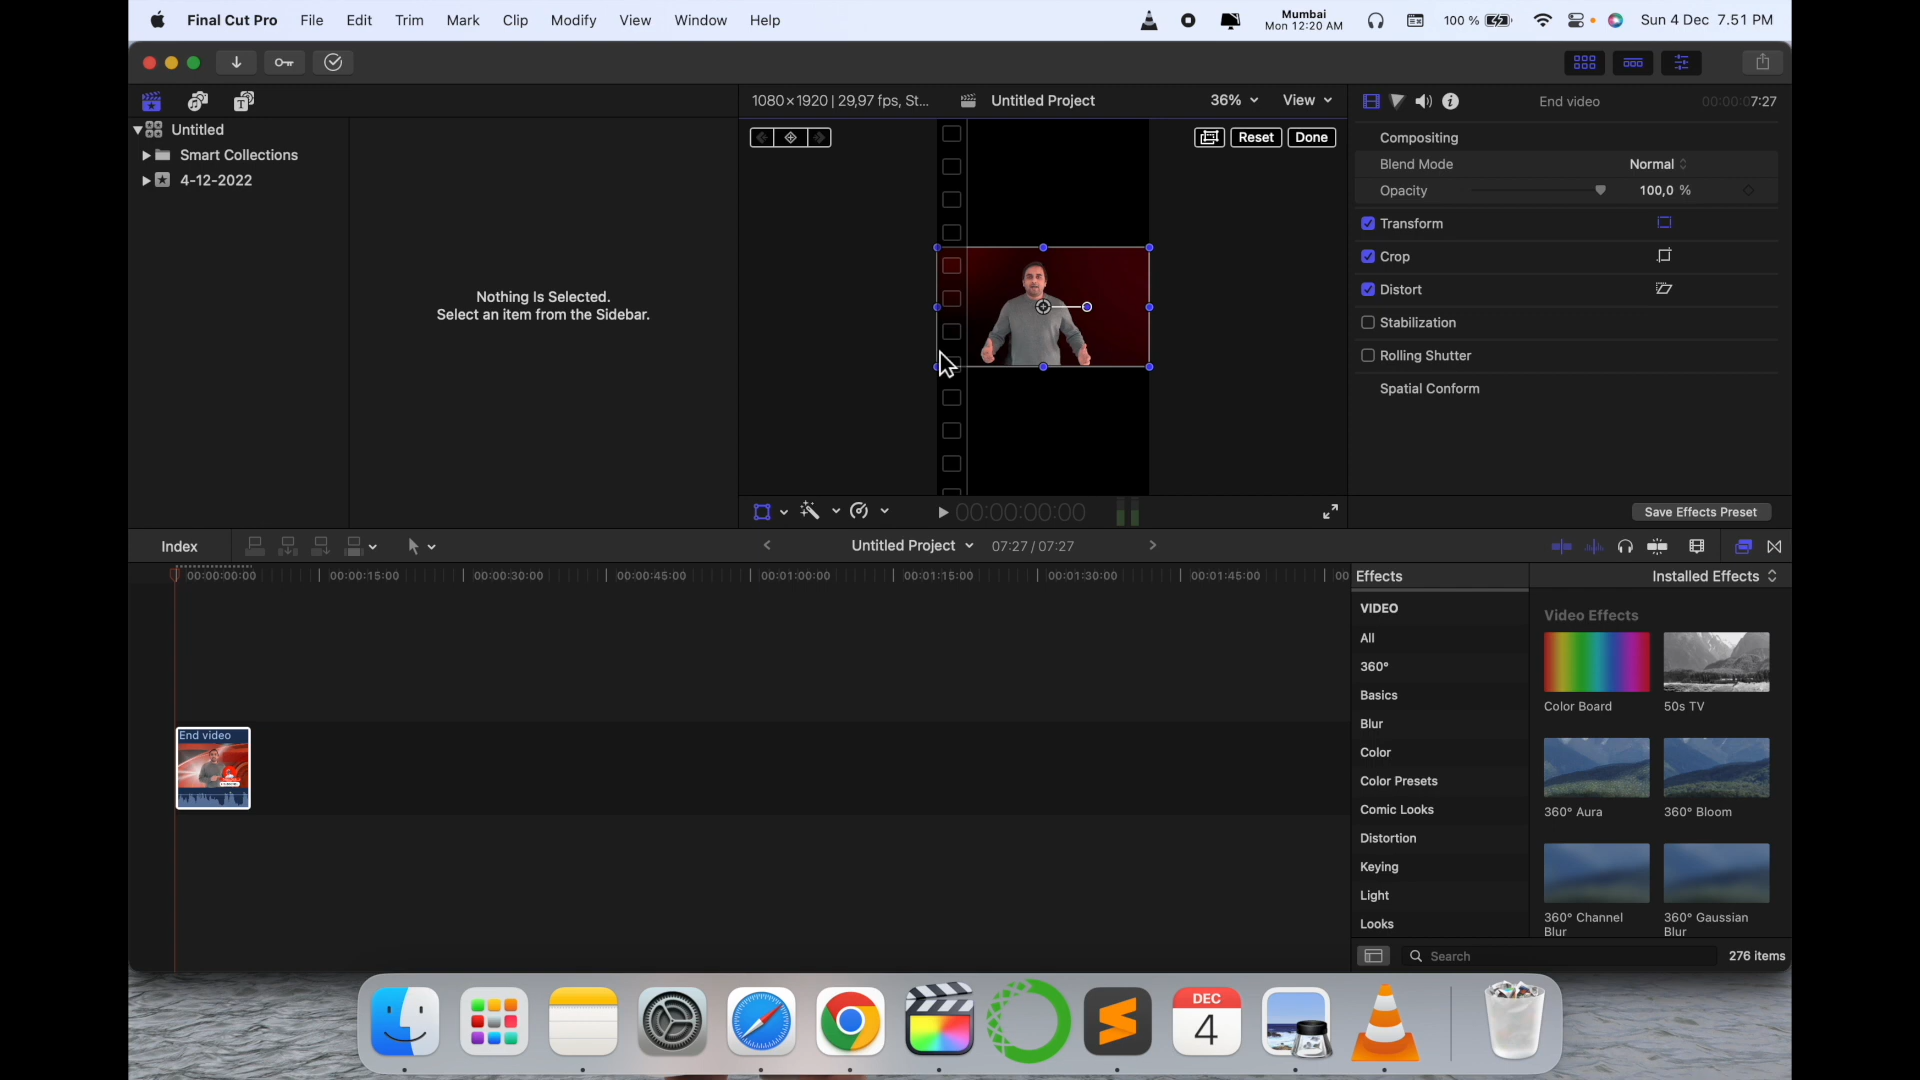 Final Cut Pro File Edit Trim Mark Clip Modify View Window Help
Mumbai
Mon 12:20 AM
100 %
Sun 4 Dec 7.51 PM
1080×1920 | 29,97 fps, St...
Untitled Project
36%
View
End video
00:00:07:27
Untitled
Smart Collections
4-12-2022
Nothing Is Selected.
Select an item from the Sidebar.
Reset
Done
Compositing
Blend Mode
Normal
Opacity
100,0 %
Transform
Crop
Distort
Stabilization
Rolling Shutter
Spatial Conform
00:00:00:00
Save Effects Preset
Index
Untitled Project
07:27 / 07:27
00:00:00:00
00:00:15:00
00:00:30:00
00:00:45:00
00:01:00:00
00:01:15:00
00:01:30:00
00:01:45:00
00
End video
Effects
Installed Effects
VIDEO
All
360°
Basics
Blur
Color
Color Presets
Comic Looks
Distortion
Keying
Light
Looks
Video Effects
Color Board
50s TV
360° Aura
360° Bloom
360° Channel
Blur
360° Gaussian
Blur
Search
276 items
DEC
4